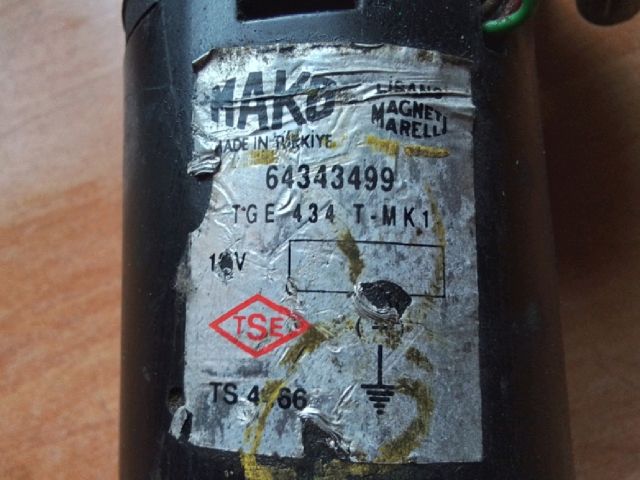 MAKO
LİSANS
MAGNETI
MARELLI
MADE IN TÜRKİYE
64343499
TGE 434 T-MK1
TSE